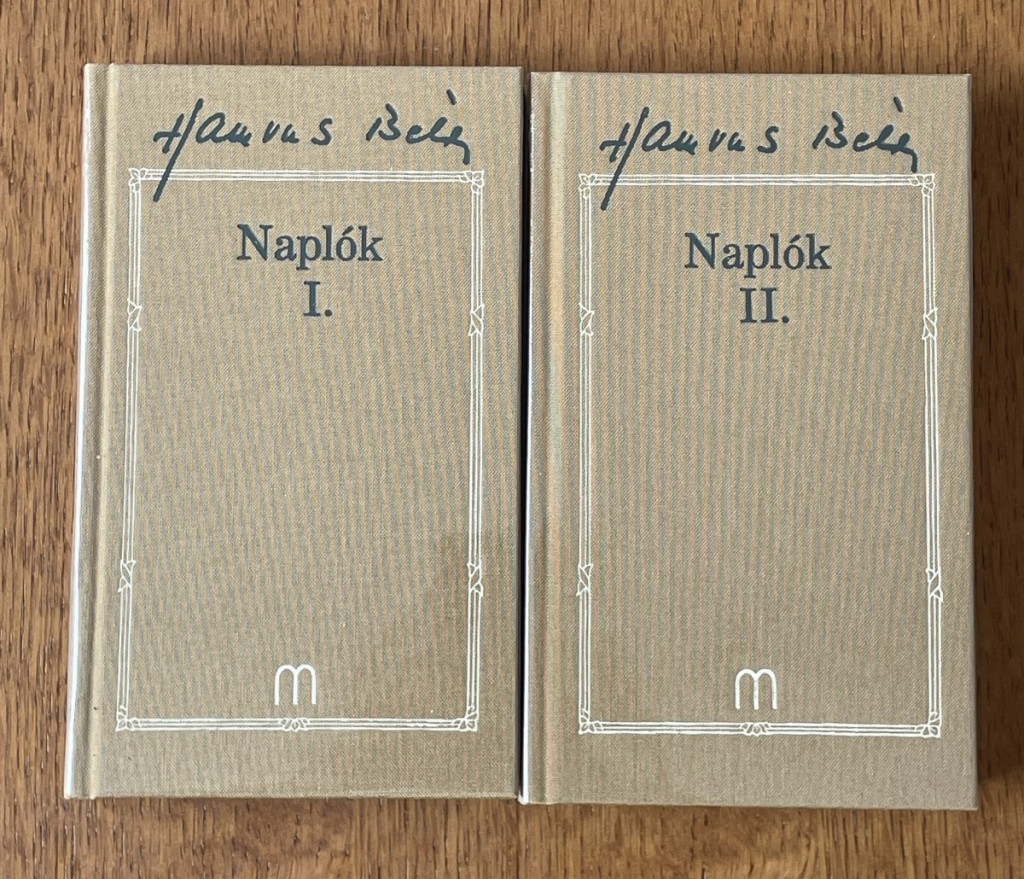 Hamvas Béla
Naplók
I.
m
Hamvas Béla
Naplók
II.
m